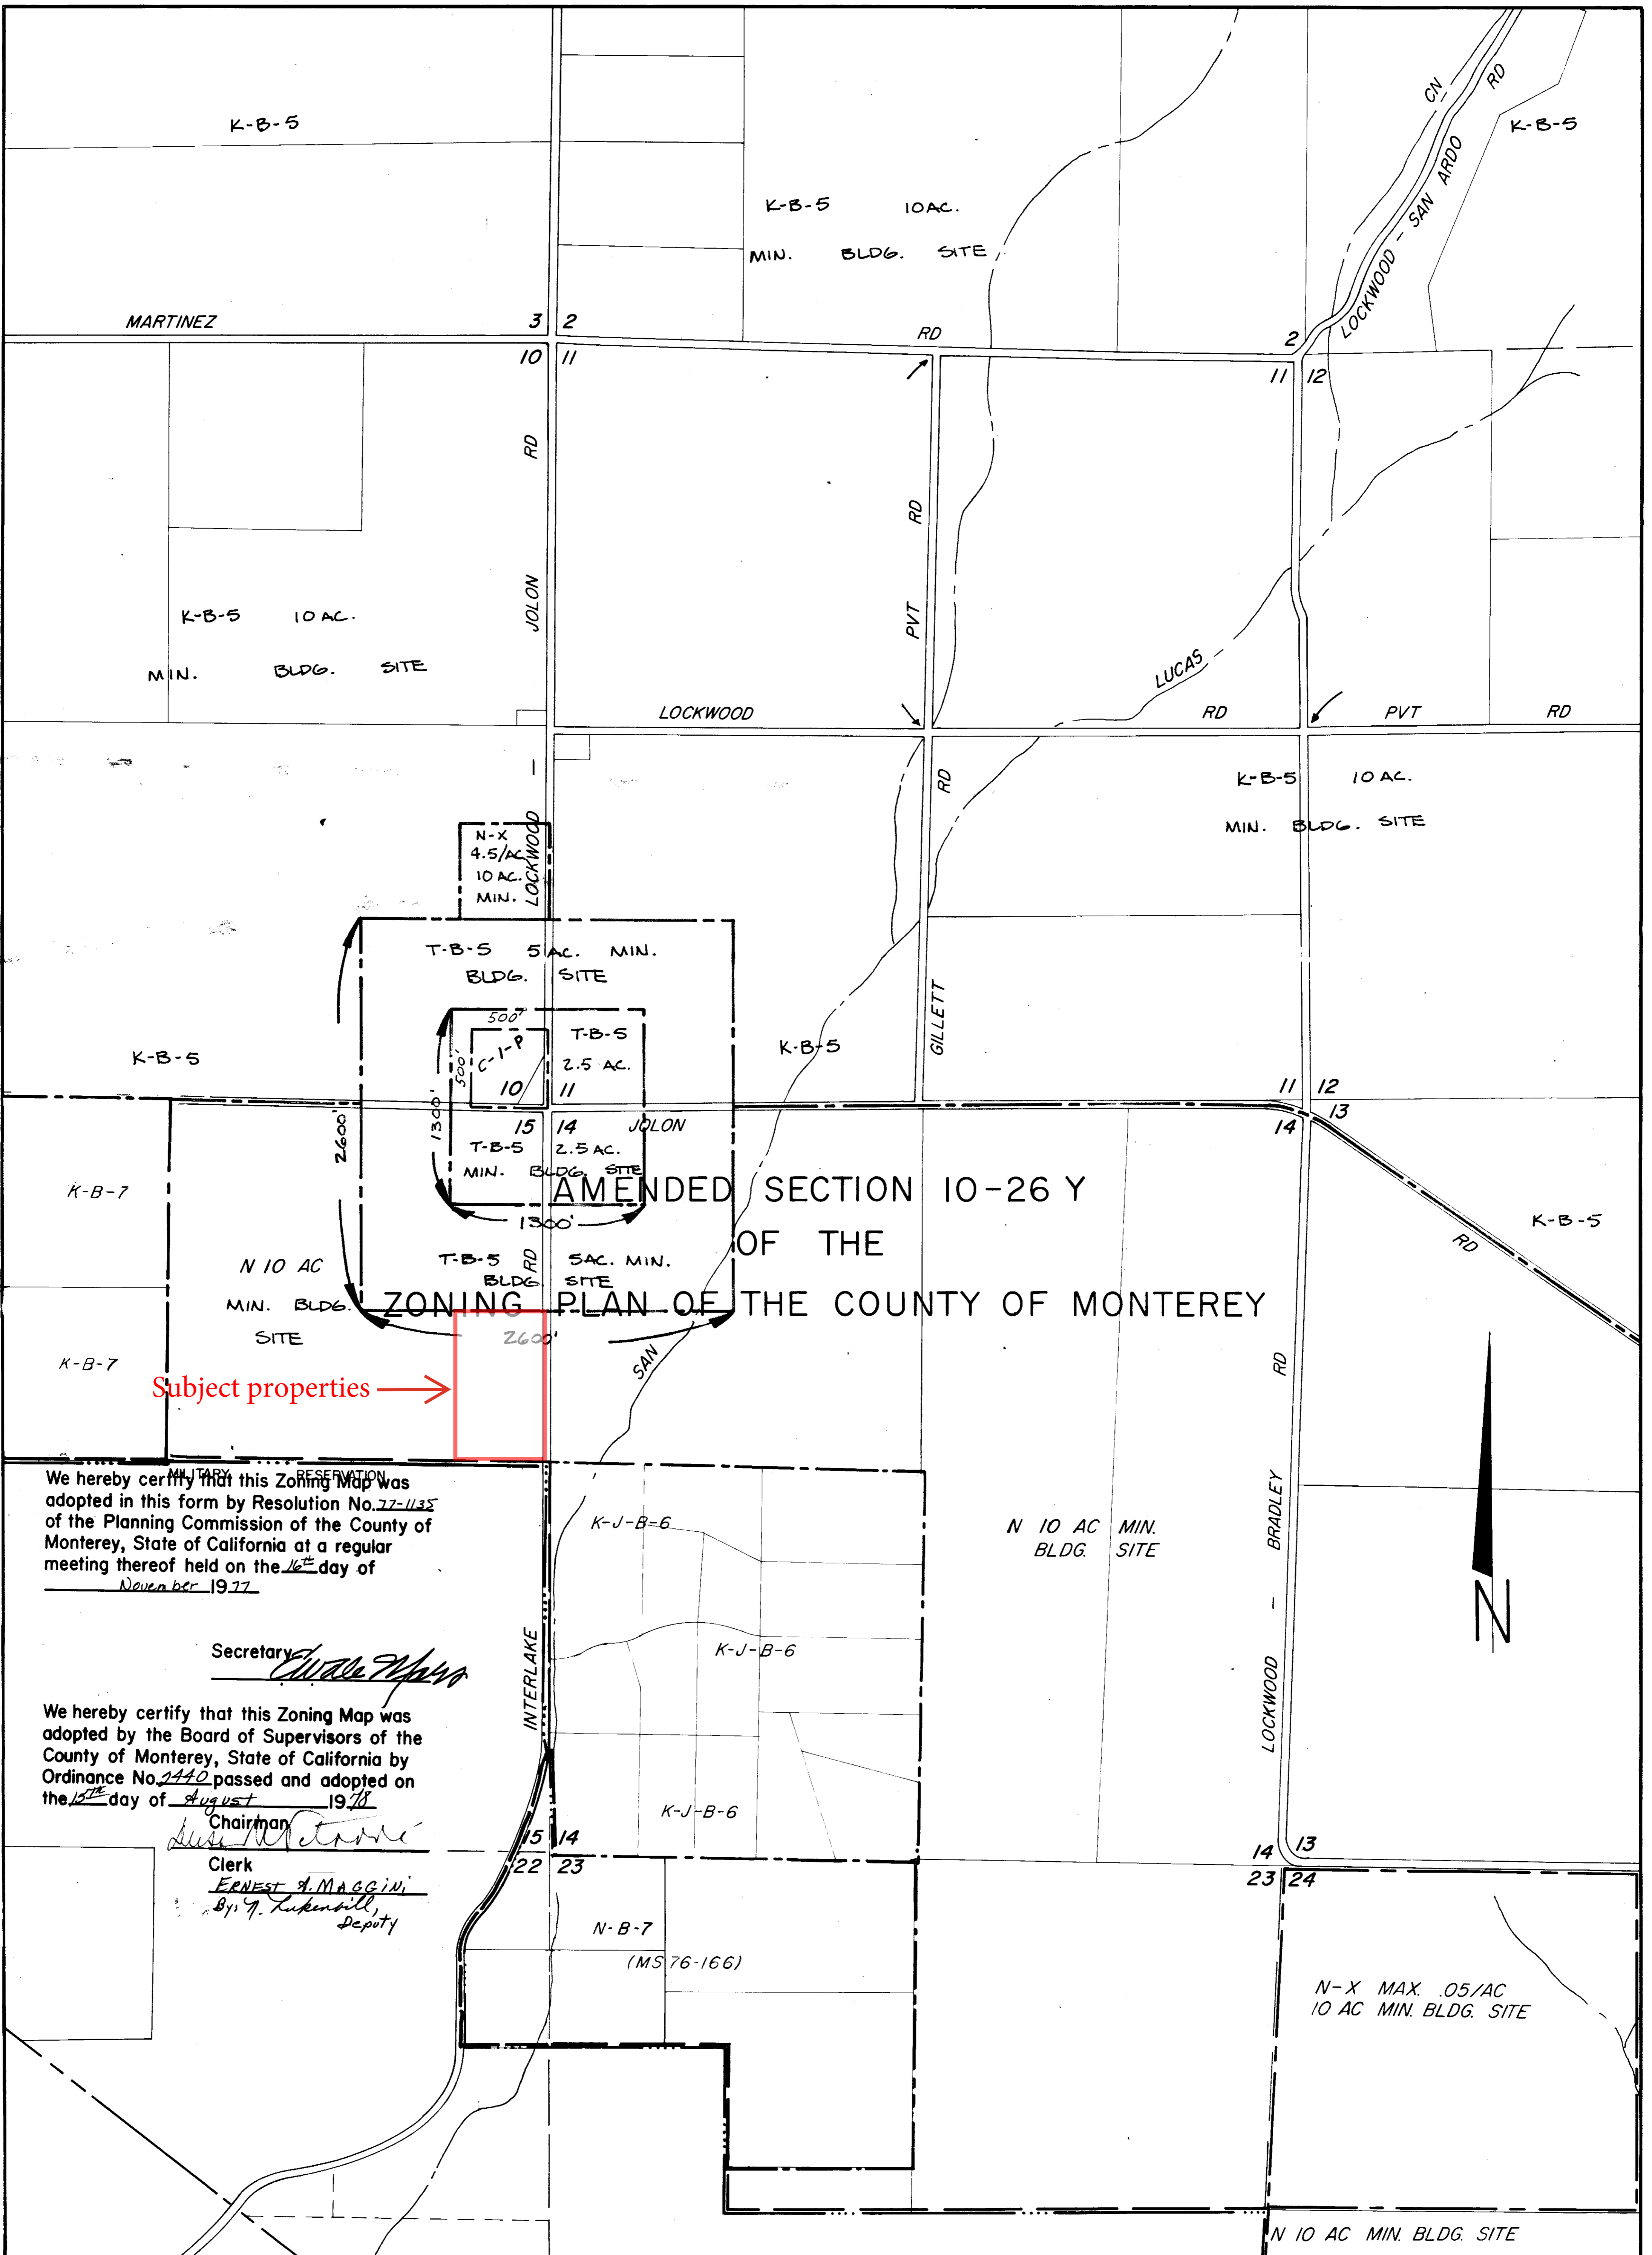 K-B-5
CN
RD
K-B-5
LOCKWOOD - SAN ARDO
K-B-5 10AC.
MIN. BLDG. SITE
MARTINEZ
3 2
RD
2
10 11
11 12
RD
JOLON
RD
PVT
K-B-5 10 AC.
MIN. BLDG. SITE
LUCAS
LOCKWOOD
RD
PVT
RD
LOCKWOOD —
RD
K-B-5 10 AC.
MIN. BLDG. SITE
N-X
4.5/AC
10 AC.
MIN.
T-B-5 5 AC. MIN.
BLDG. SITE
500'
500'
C-1-P
T-B-5
2.5 AC.
K-B-5
K-B-5
GILLETT
10 11
11 12
13
15 14
JOLON
14
1300'
2600'
T-B-5 2.5 AC.
MIN. BLDG. SITE
1300'
K-B-7
AMENDED SECTION 10-26 Y
OF THE
ZONING PLAN OF THE COUNTY OF MONTEREY
K-B-5
RD
N 10 AC
MIN. BLDG.
SITE
T-B-5 5AC. MIN.
BLDG SITE
RD
2600'
K-B-7
SAN
RD
Subject properties
MILITARY RESERVATION
We hereby certify that this Zoning Map was
adopted in this form by Resolution No. 77-1135
of the Planning Commission of the County of
Monterey, State of California at a regular
meeting thereof held on the 16th day of
November 1977
K-J-B-6
N 10 AC MIN.
BLDG. SITE
BRADLEY
—
N
Secretary
INTERLAKE
K-J-B-6
LOCKWOOD
We hereby certify that this Zoning Map was
adopted by the Board of Supervisors of the
County of Monterey, State of California by
Ordinance No. 2440 passed and adopted on
the 15th day of August 1978
Chairman
K-J-B-6
15 14
22 23
14 13
23 24
Clerk
ERNEST A. MAGGINI
By: N. Lukenbill,
Deputy
N-B-7
(MS 76-166)
N-X MAX. .05/AC
10 AC MIN. BLDG. SITE
N 10 AC MIN. BLDG. SITE